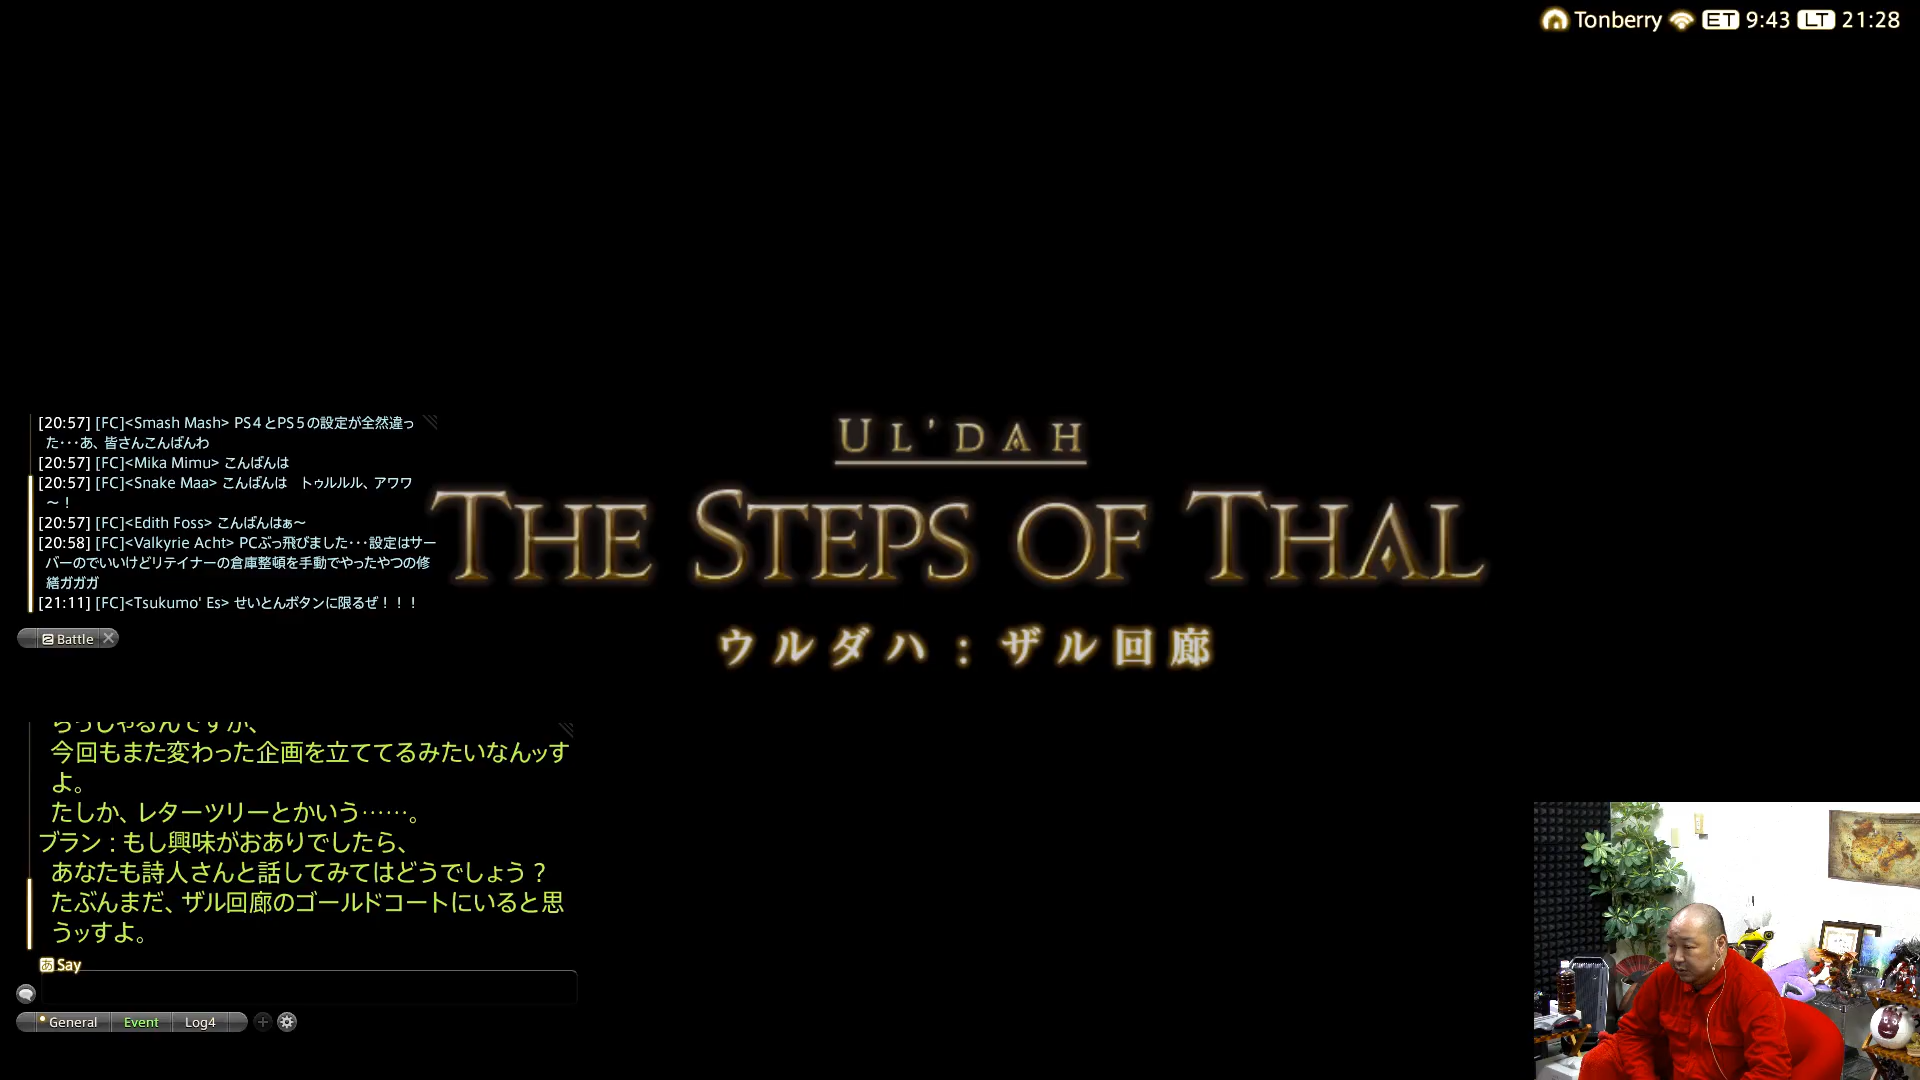 Tonberry ET 9:43 LT 21:28
[20:57] [FC]<Smash Mash> PS4とPS5の設定が全然違っ
た・・・あ、皆さんこんばんわ
[20:57] [FC]<Mika Mimu> こんばんは
[20:57] [FC]<Snake Maa> こんばんは　トゥルルル、アワワ
～！
[20:57] [FC]<Edith Foss> こんばんはぁ～
[20:58] [FC]<Valkyrie Acht> PCぶっ飛びました・・・設定はサー
バーのでいいけどリテイナーの倉庫整頓を手動でやったやつの修
繕ガガガ
[21:11] [FC]<Tsukumo' Es> せいとんボタンに限るぜ！！！
2 Battle
UL'DAH
THE STEPS OF THAL
ウルダハ：ザル回廊
らっしゃるんですが、
今回もまた変わった企画を立ててるみたいなんッす
よ。
たしか、レターツリーとかいう……。
ブラン：もし興味がおありでしたら、
あなたも詩人さんと話してみてはどうでしょう？
たぶんまだ、ザル回廊のゴールドコートにいると思
うッすよ。
あ Say
General Event Log4